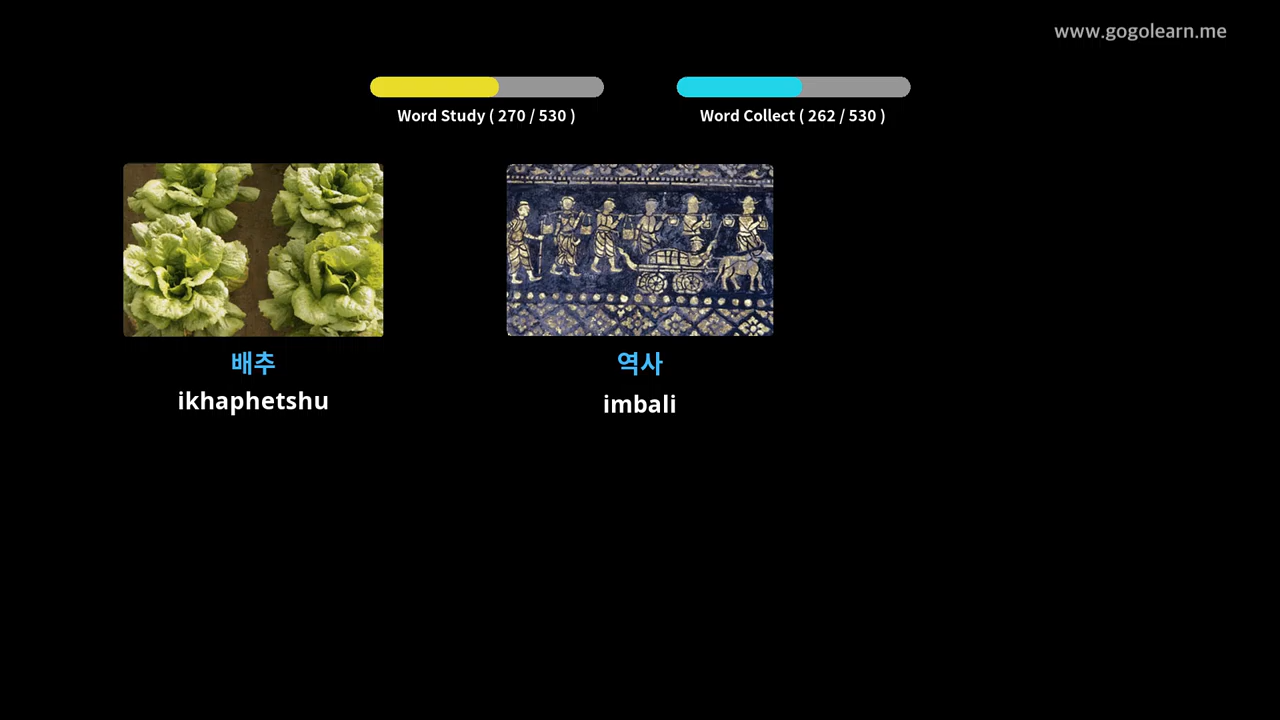 www.gogolearn.me
Word Study ( 270 / 530 )
Word Collect ( 262 / 530 )
배추
ikhaphetshu
역사
imbali